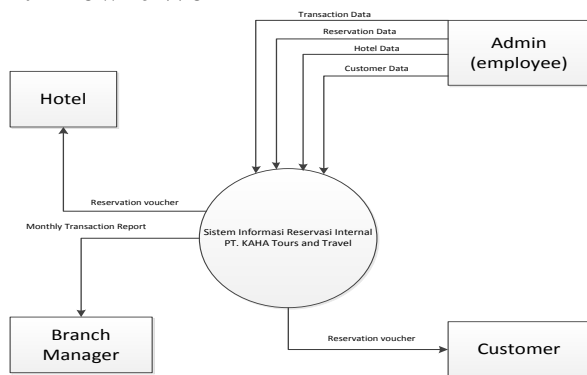 Transaction Data
Reservation Data
Hotel Data
Customer Data
Admin
(employee)
Hotel
Reservation voucher
Monthly Transaction Report
Sistem Informasi Reservasi Internal
PT. KAHA Tours and Travel
Branch
Manager
Reservation voucher
Customer